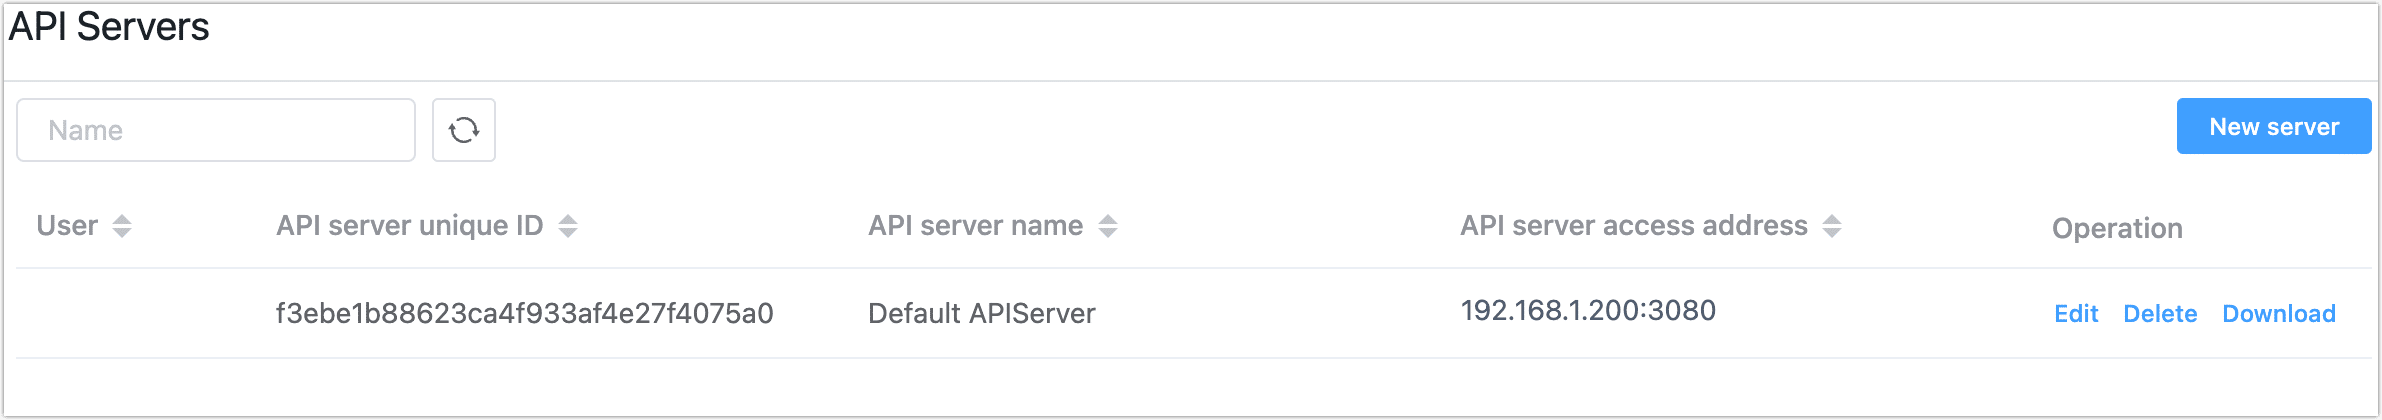 API Servers
Name
New server
User API server unique ID API server name API server access address Operation
f3ebe1b88623ca4f933af4e27f4075a0 Default APIServer 192.168.1.200:3080 Edit Delete Download